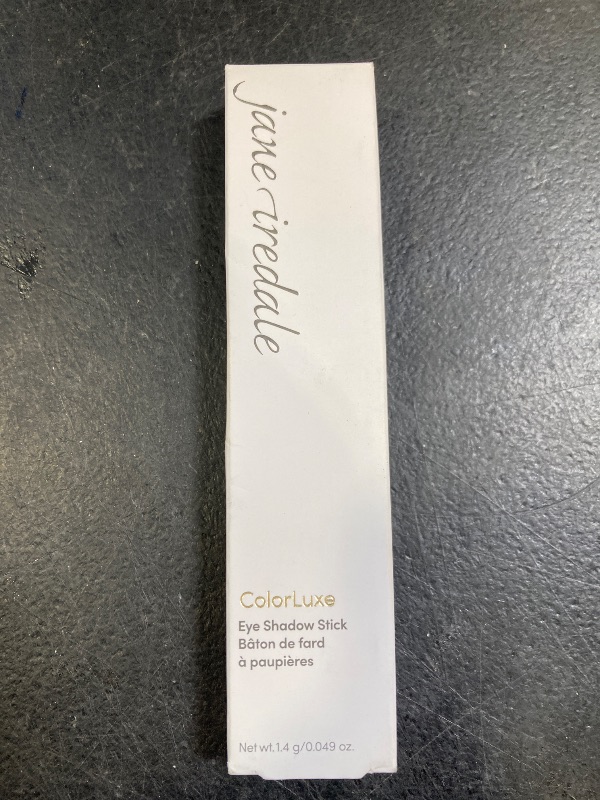 jane iredale
ColorLuxe
Eye Shadow Stick
Bâton de fard
à paupières
Net wt. 1.4 g/0.049 oz.